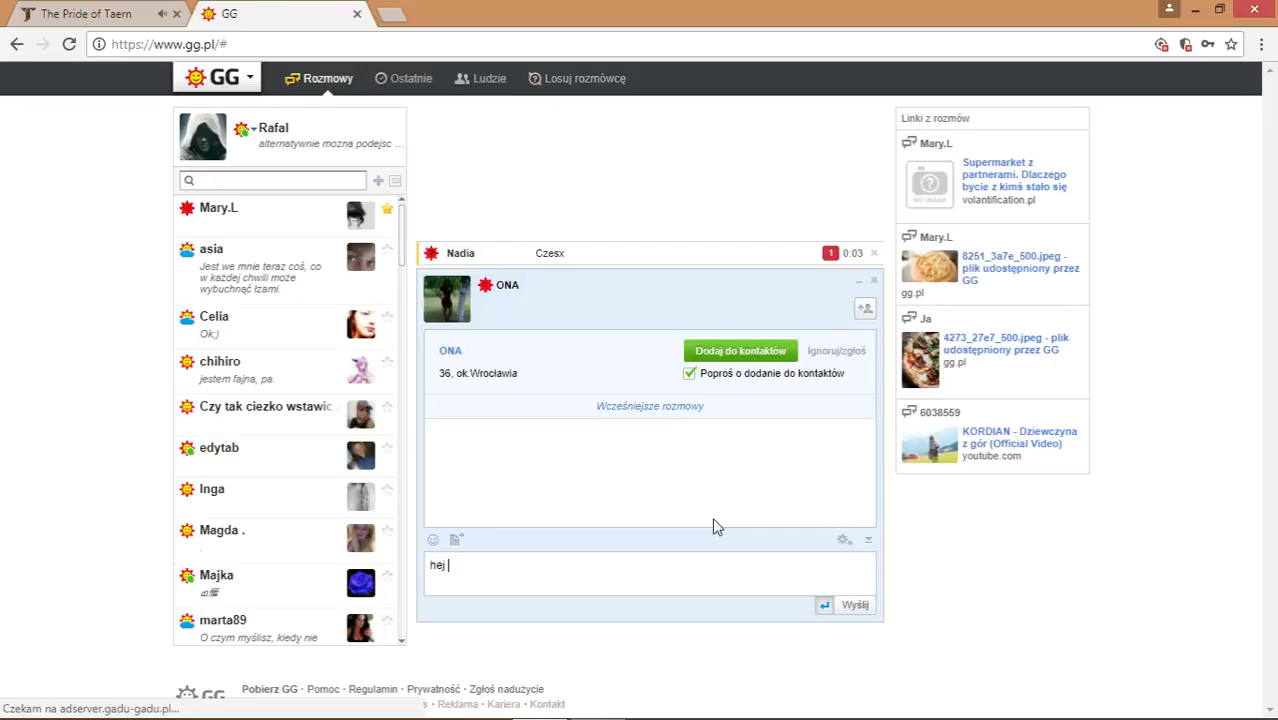 The Pride of Taern
GG
https://www.gg.pl/#
GG
Rozmowy
Ostatnie
Ludzie
Losuj rozmówcę
Rafal
alternatywnie mozna podejsc ...
Mary.L
asia
Jest we mnie teraz coś, co
w każdej chwili może
wybuchnąć łzami.
Celia
Ok;)
chihiro
jestem fajna, pa.
Czy tak ciezko wstawic
edytab
Inga
Magda .
.
Majka
marta89
O czym myślisz, kiedy nie
Nadia
Czesx
1
0:03
ONA
ONA
Dodaj do kontaktów
Ignoruj/zgłoś
36, ok.Wrocławia
Poproś o dodanie do kontaktów
Wcześniejsze rozmowy
hej
Wyślij
Linki z rozmów
Mary.L
Supermarket z
partnerami. Dlaczego
bycie z kimś stało się
volantification.pl
NO IMAGE
Mary.L
8251_3a7e_500.jpeg -
plik udostępniony przez
GG
gg.pl
Ja
4273_27e7_500.jpeg - plik
udostępniony przez GG
gg.pl
6038559
KORDIAN - Dziewczyna
z gór (Official Video)
youtube.com
GG
Pobierz GG · Pomoc · Regulamin · Prywatność · Zgłoś nadużycie
· Reklama · Kariera · Kontakt
Czekam na adserver.gadu-gadu.pl...